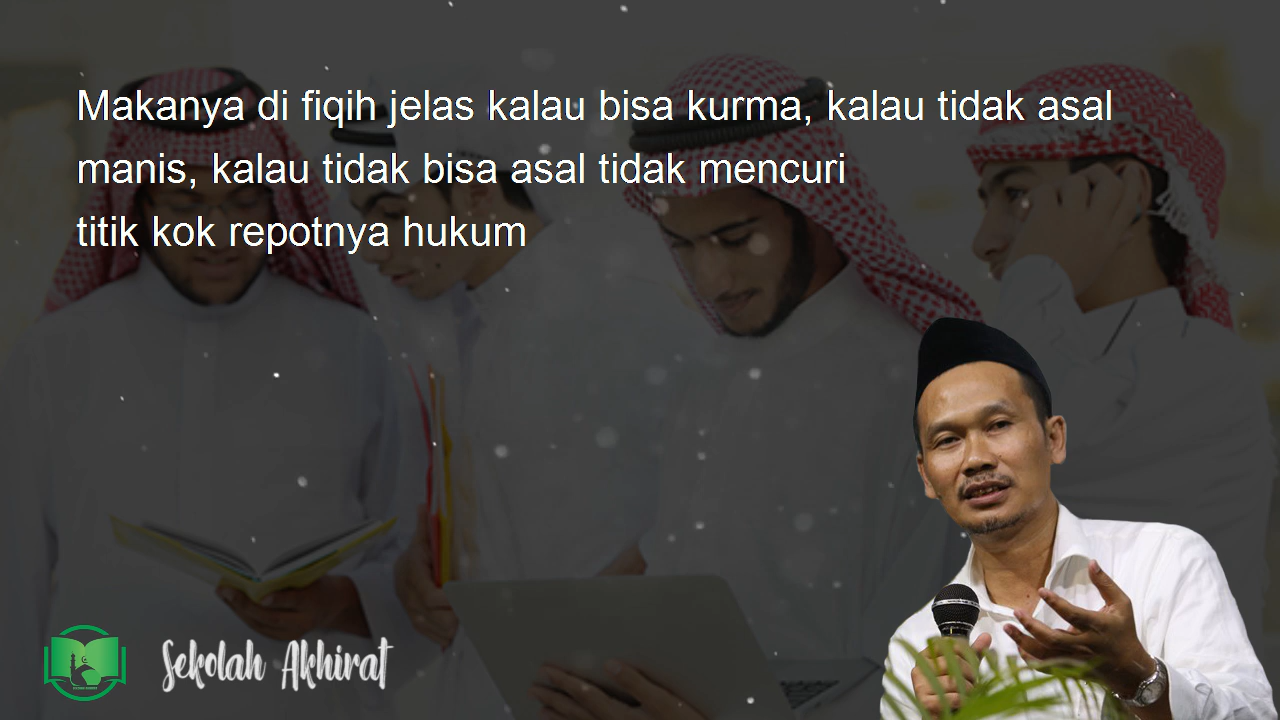 Makanya di fiqih jelas kalau bisa kurma, kalau tidak asal
manis, kalau tidak bisa asal tidak mencuri
titik kok repotnya hukum
Sekolah Akhirat